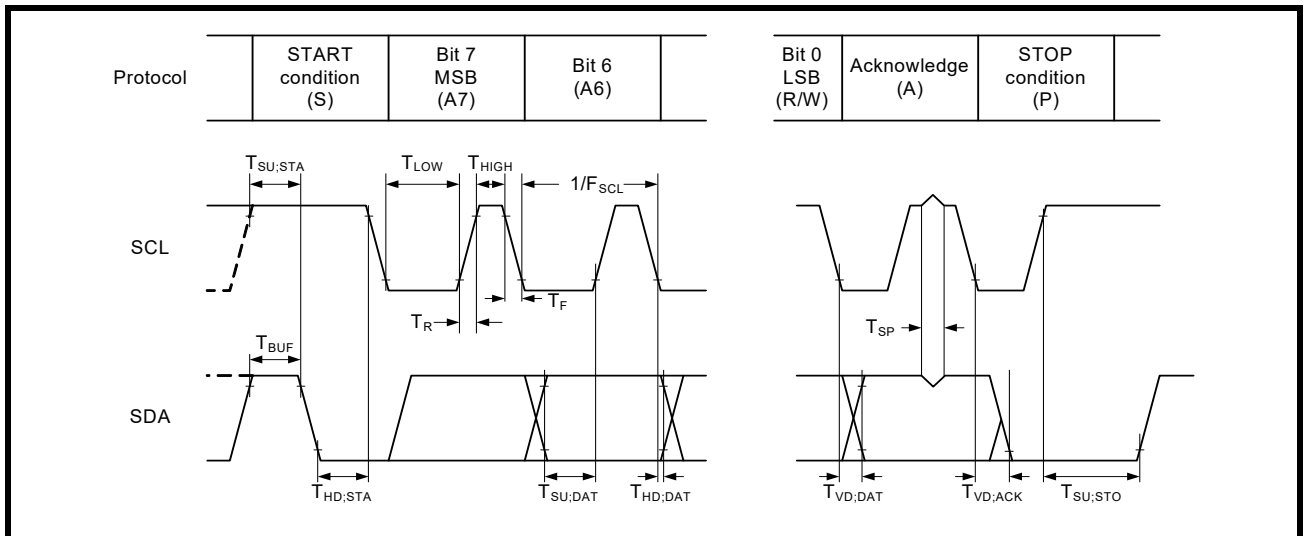 Protocol
START
condition
(S)
Bit 7
MSB
(A7)
Bit 6
(A6)
Bit 0
LSB
(R/W)
Acknowledge
(A)
STOP
condition
(P)
TSU;STA
TLOW
THIGH
1/FSCL
SCL
TR
TF
TSP
TBUF
SDA
THD;STA
TSU;DAT
THD;DAT
TVD;DAT
TVD;ACK
TSU;STO